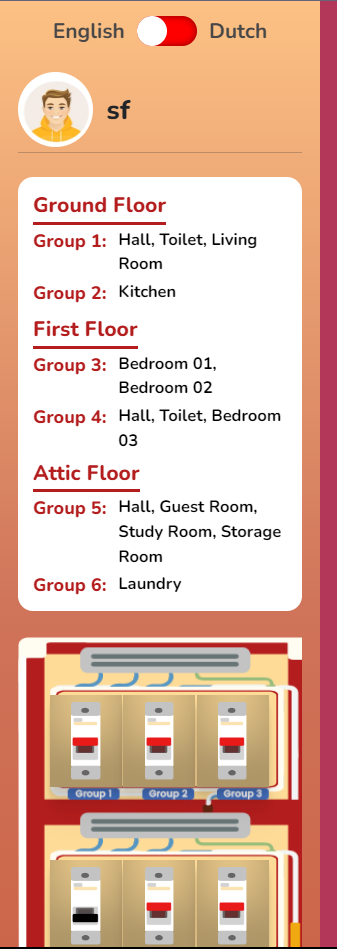 English Dutch
sf
Ground Floor
Group 1: Hall, Toilet, Living
Room
Group 2: Kitchen
First Floor
Group 3: Bedroom 01,
Bedroom 02
Group 4: Hall, Toilet, Bedroom
03
Attic Floor
Group 5: Hall, Guest Room,
Study Room, Storage
Room
Group 6: Laundry
Group 1 Group 2 Group 3